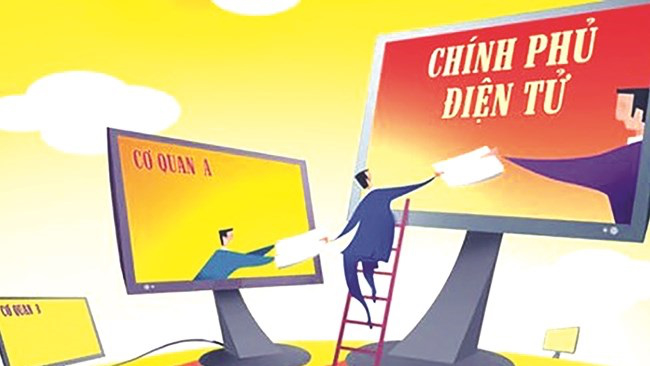 CHÍNH PHỦ
ĐIỆN TỬ
CƠ QUAN A
CƠ QUAN B